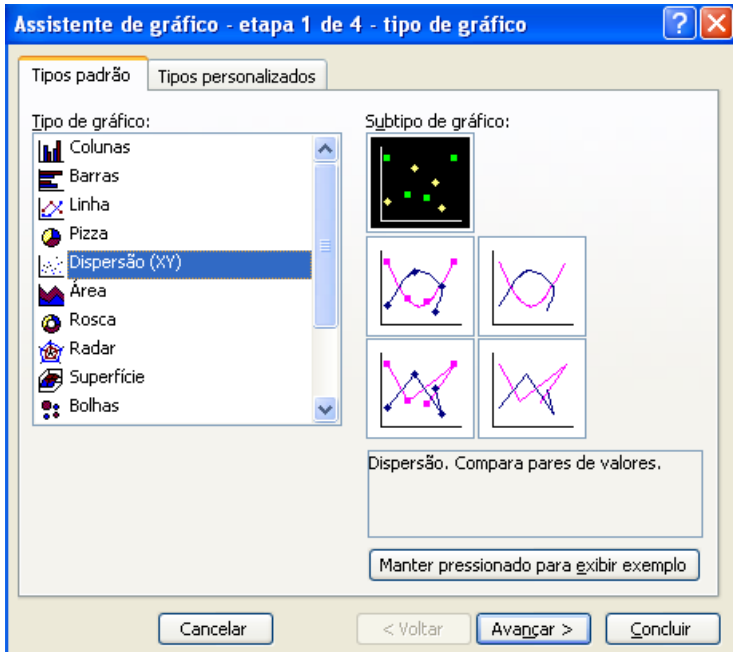 Assistente de gráfico - etapa 1 de 4 - tipo de gráfico
Tipos padrão
Tipos personalizados
Tipo de gráfico:
Colunas
Barras
Linha
Pizza
Dispersão (XY)
Área
Rosca
Radar
Superfície
Bolhas
Subtipo de gráfico:
Dispersão. Compara pares de valores.
Manter pressionado para exibir exemplo
Cancelar
< Voltar
Avançar >
Concluir